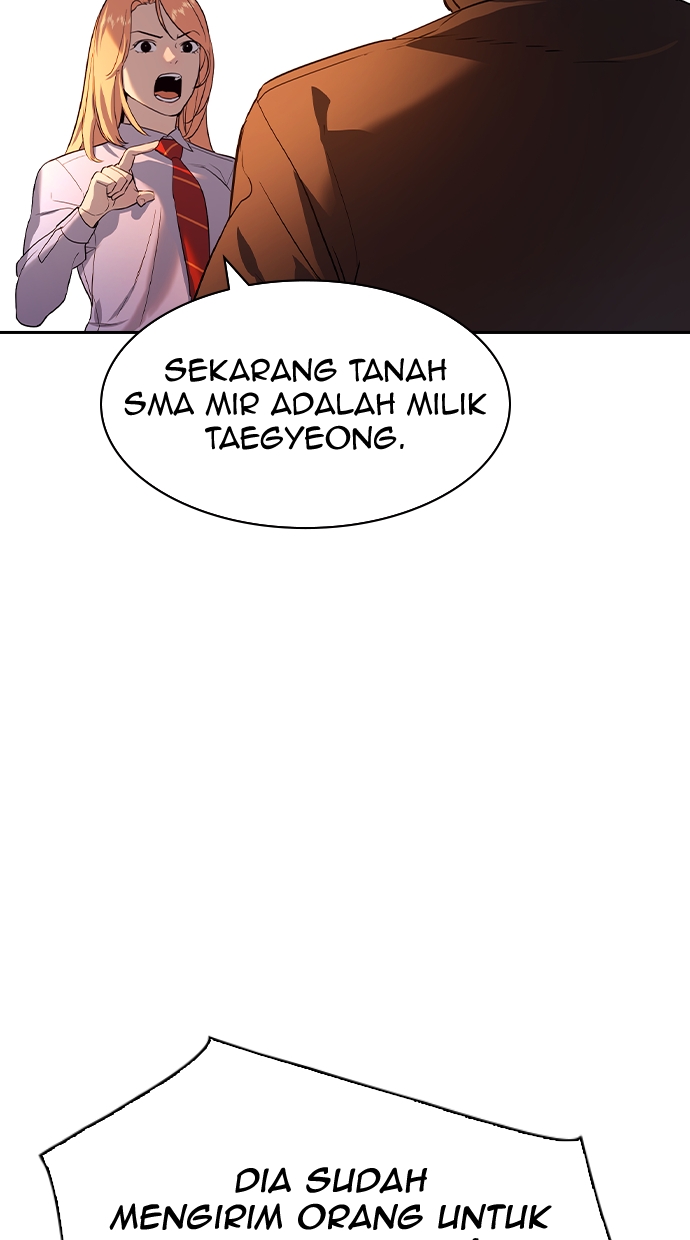 SEKARANG TANAH
SMA MIR ADALAH MILIK
TAEGYEONG.
DIA SUDAH
MENGIRIM ORANG UNTUK